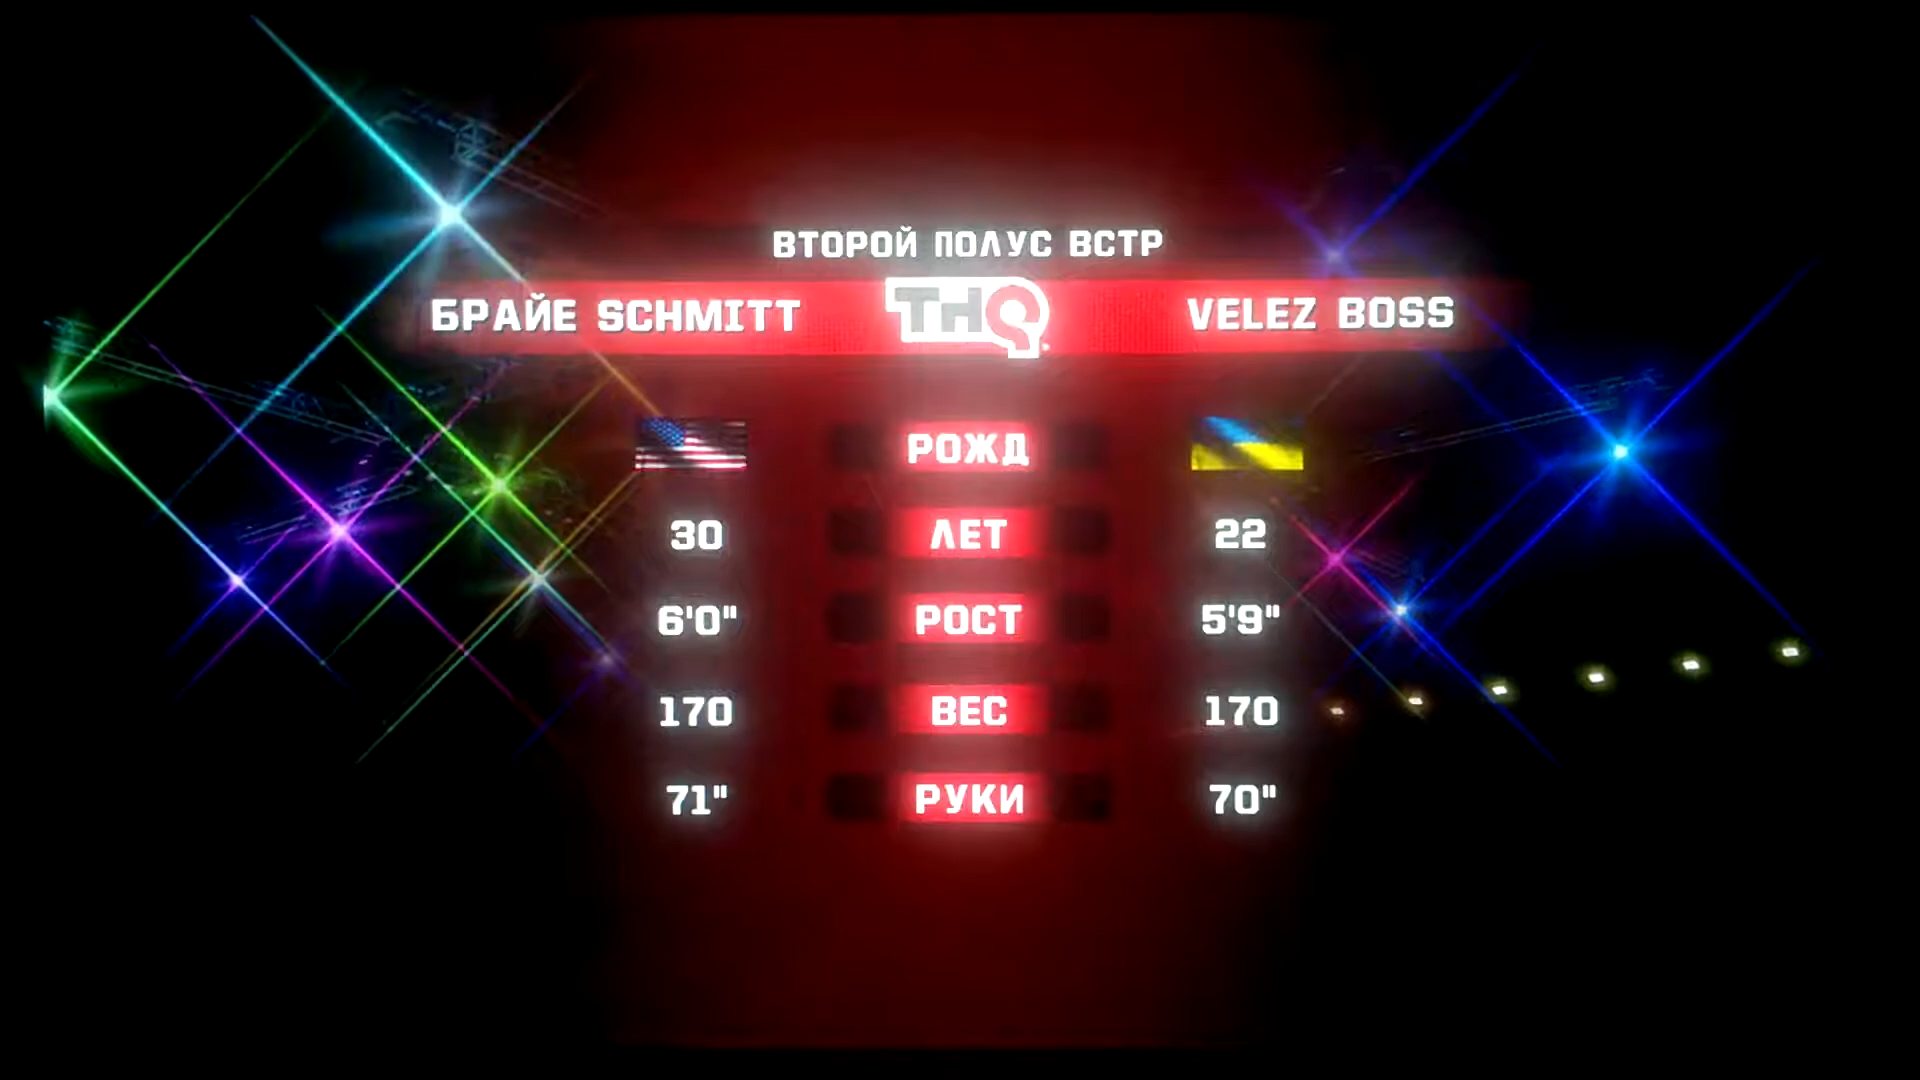 ВТОРОЙ ПОЛУС ВСТР
БРАЙЕ SCHMITT THQ VELEZ BOSS
РОЖД
30 ЛЕТ 22
6'0" РОСТ 5'9"
170 ВЕС 170
71" РУКИ 70"